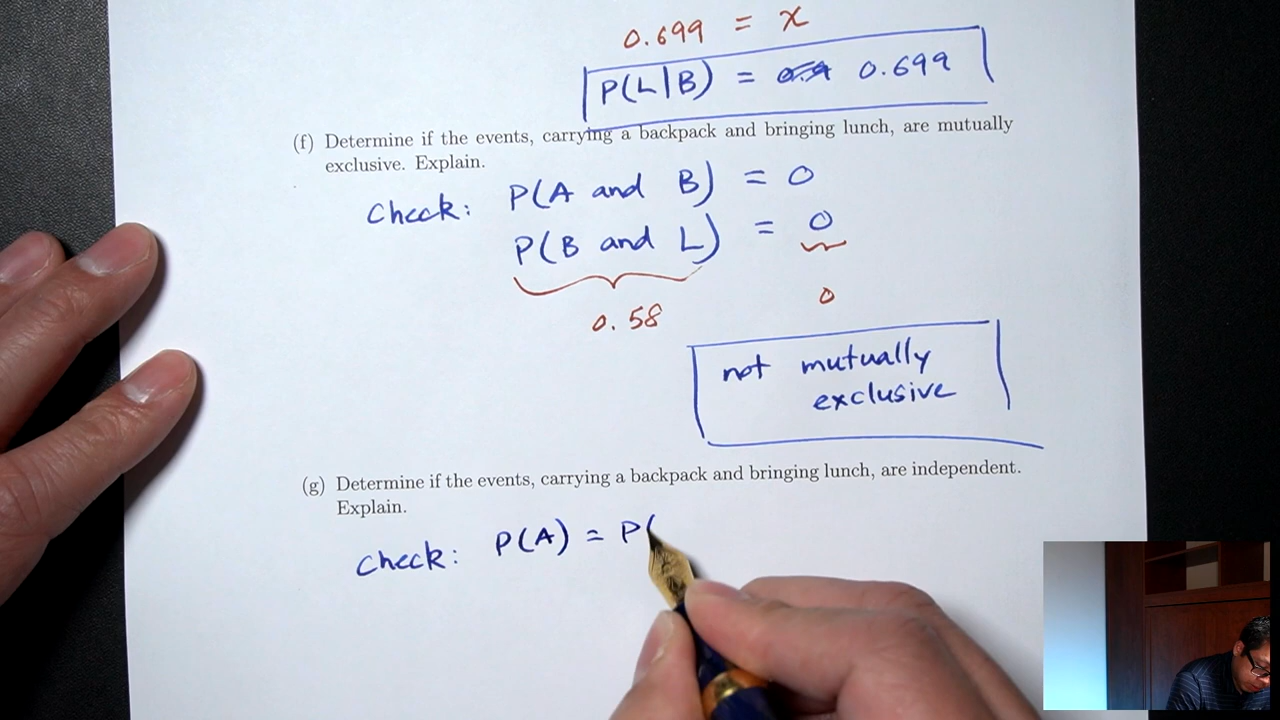 0.699 = x
P(L|B) = 0.699
(f) Determine if the events, carrying a backpack and bringing lunch, are mutually
exclusive. Explain.
Check: P(A and B) = 0
P(B and L) = 0
0.58 0
not mutually
exclusive
(g) Determine if the events, carrying a backpack and bringing lunch, are independent.
Explain.
Check: P(A) = P(